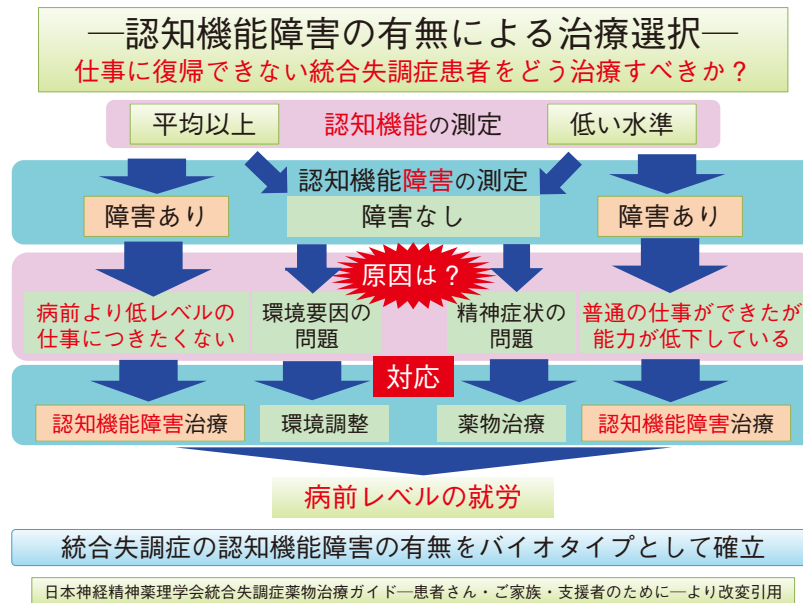 ―認知機能障害の有無による治療選択―
仕事に復帰できない統合失調症患者をどう治療すべきか？
平均以上
認知機能の測定
低い水準
認知機能障害の測定
障害あり
障害なし
障害あり
原因は？
病前より低レベルの
仕事につきたくない
環境要因の
問題
精神症状の
問題
普通の仕事ができたが
能力が低下している
対応
認知機能障害治療
環境調整
薬物治療
認知機能障害治療
病前レベルの就労
統合失調症の認知機能障害の有無をバイオタイプとして確立
日本神経精神薬理学会統合失調症薬物治療ガイド―患者さん・ご家族・支援者のために―より改変引用